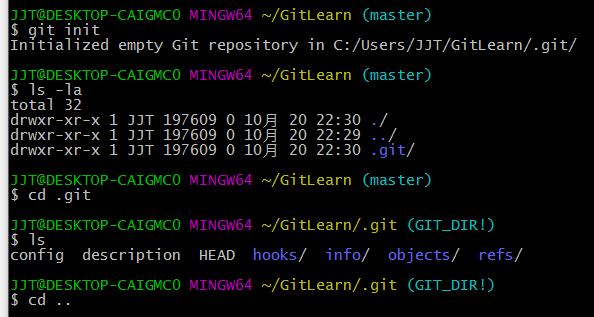 JJT@DESKTOP-CAIGMC0 MINGW64 ~/GitLearn (master)
$ git init
Initialized empty Git repository in C:/Users/JJT/GitLearn/.git/
JJT@DESKTOP-CAIGMC0 MINGW64 ~/GitLearn (master)
$ ls -la
total 32
drwxr-xr-x 1 JJT 197609 0 10月 20 22:30 ./
drwxr-xr-x 1 JJT 197609 0 10月 20 22:29 ../
drwxr-xr-x 1 JJT 197609 0 10月 20 22:30 .git/
JJT@DESKTOP-CAIGMC0 MINGW64 ~/GitLearn (master)
$ cd .git
JJT@DESKTOP-CAIGMC0 MINGW64 ~/GitLearn/.git (GIT_DIR!)
$ ls
config  description  HEAD  hooks/  info/  objects/  refs/
JJT@DESKTOP-CAIGMC0 MINGW64 ~/GitLearn/.git (GIT_DIR!)
$ cd ..